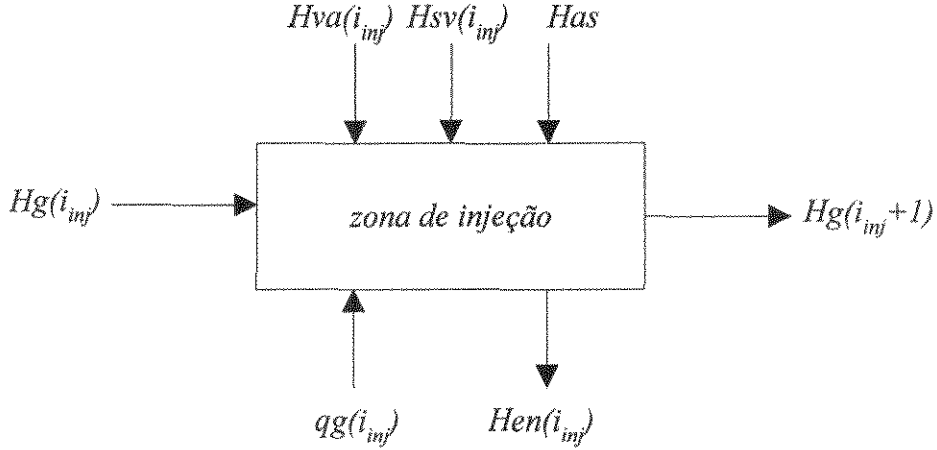 Hva(i_inj) Hsv(i_inj) Has
Hg(i_inj)
zona de injeção
Hg(i_inj+1)
qg(i_inj) Hen(i_inj)